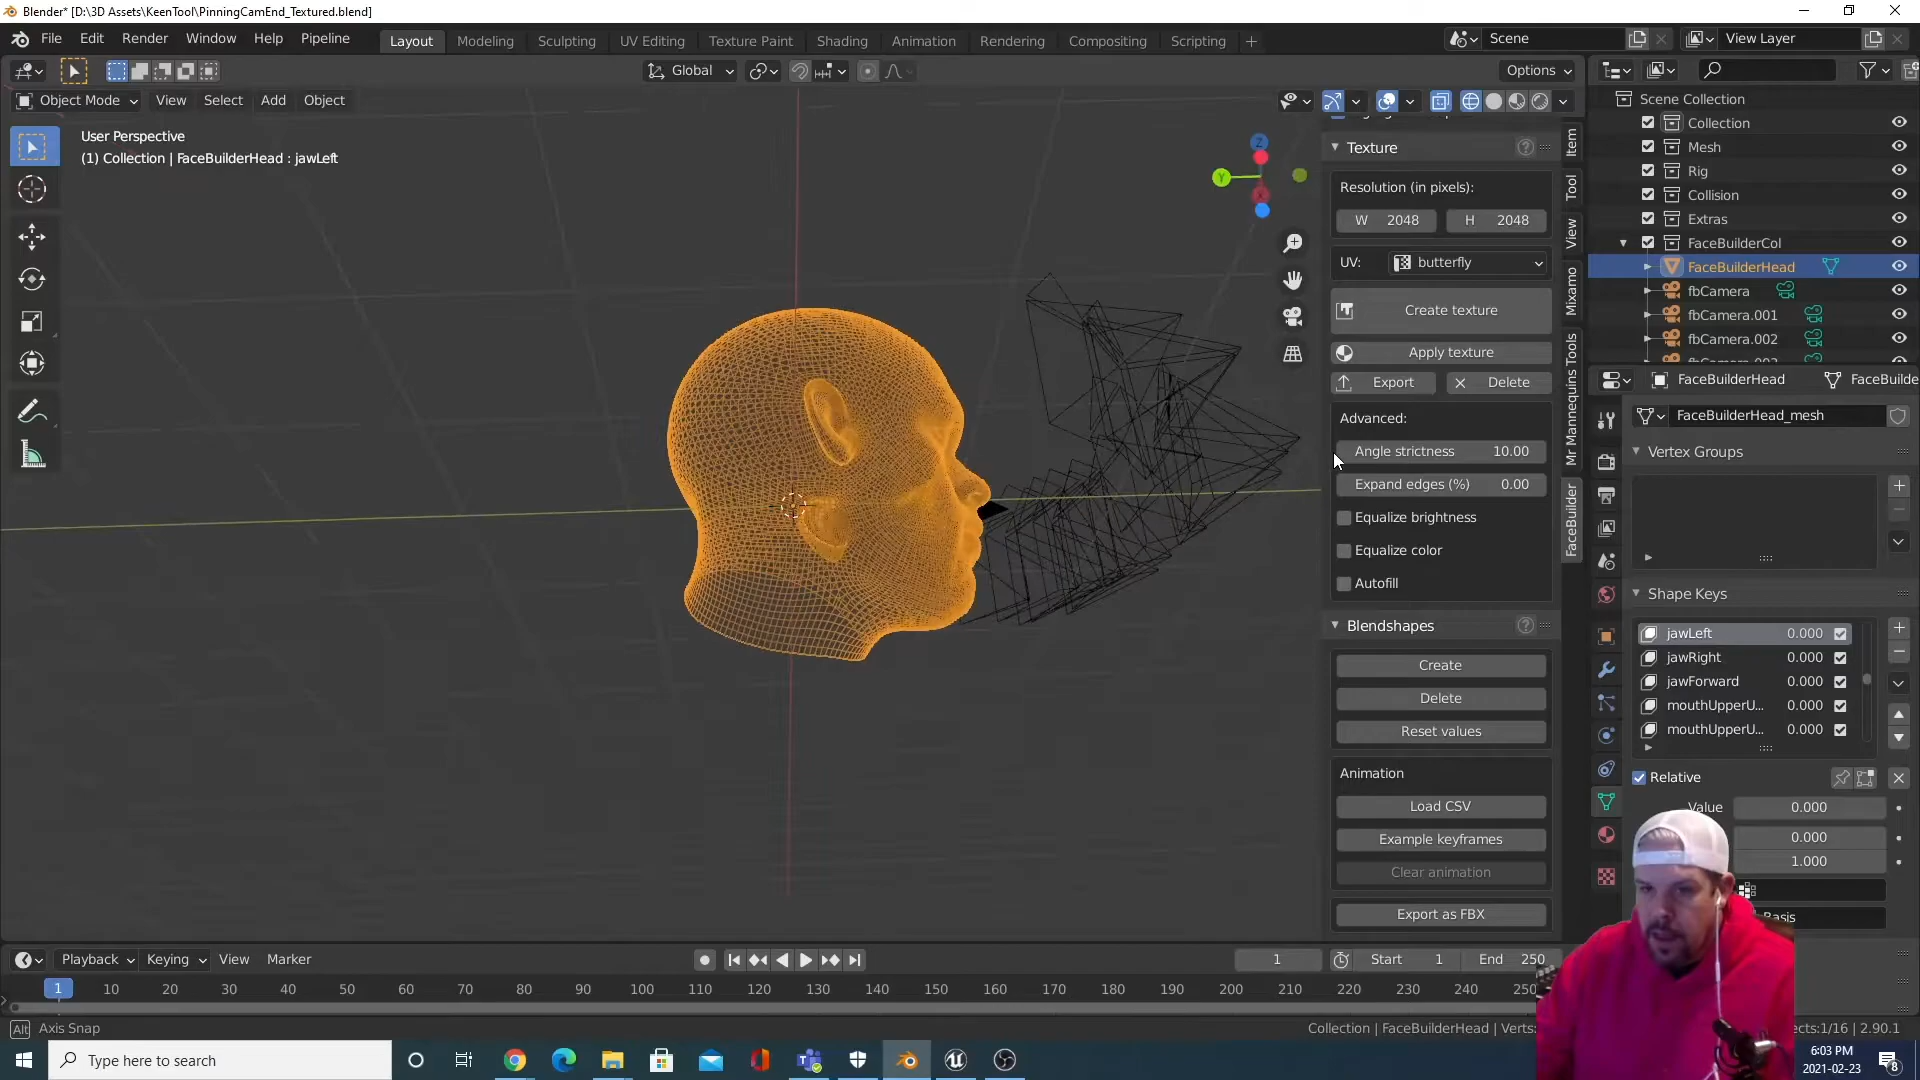 Blender* [D:\3D Assets\KeenTool\PinningCamEnd_Textured.blend]
File Edit Render Window Help Pipeline Layout Modeling Sculpting UV Editing Texture Paint Shading Animation Rendering Compositing Scripting + Scene View Layer
Global Options
Object Mode View Select Add Object
User Perspective
(1) Collection | FaceBuilderHead : jawLeft
Z
Y
X
Texture
Resolution (in pixels):
W 2048 H 2048
UV: butterfly
Create texture
Apply texture
Export Delete
Advanced:
Angle strictness 10.00
Expand edges (%) 0.00
Equalize brightness
Equalize color
Autofill
Blendshapes
Create
Delete
Reset values
Animation
Load CSV
Example keyframes
Clear animation
Export as FBX
Item
Tool
View
Mixamo
Mr Mannequins Tools
FaceBuilder
Scene Collection
Collection
Mesh
Rig
Collision
Extras
FaceBuilderCol
FaceBuilderHead
fbCamera
fbCamera.001
fbCamera.002
FaceBuilderHead FaceBuilde
FaceBuilderHead_mesh
Vertex Groups
Shape Keys
jawLeft 0.000
jawRight 0.000
jawForward 0.000
mouthUpperU... 0.000
mouthUpperU... 0.000
Relative
Value 0.000
0.000
1.000
Basis
Playback Keying View Marker 1 Start 1 End 250
1 10 20 30 40 50 60 70 80 90 100 110 120 130 140 150 160 170 180 190 200 210 220 230 240 250
Alt Axis Snap Collection | FaceBuilderHead | Verts: ects:1/16 | 2.90.1
Type here to search
6:03 PM
2021-02-23
8